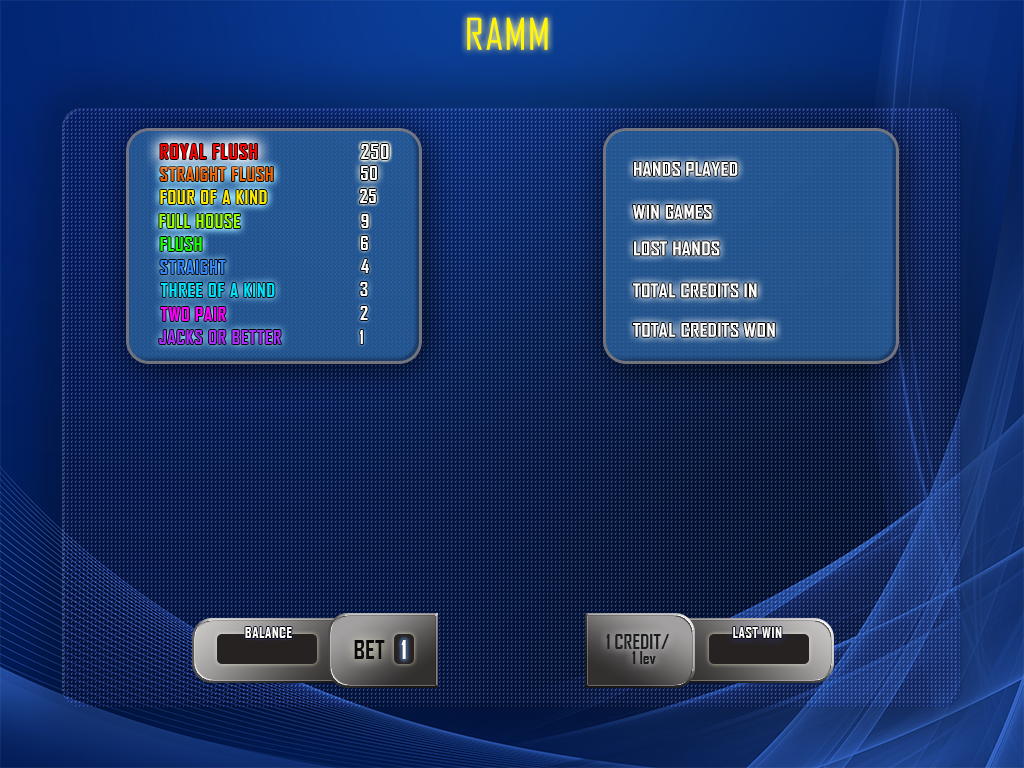 RAMM
ROYAL FLUSH 250
STRAIGHT FLUSH 50
FOUR OF A KIND 25
FULL HOUSE 9
FLUSH 6
STRAIGHT 4
THREE OF A KIND 3
TWO PAIR 2
JACKS OR BETTER 1
HANDS PLAYED
WIN GAMES
LOST HANDS
TOTAL CREDITS IN
TOTAL CREDITS WON
BALANCE
BET 1
1 CREDIT/
1 lev
LAST WIN